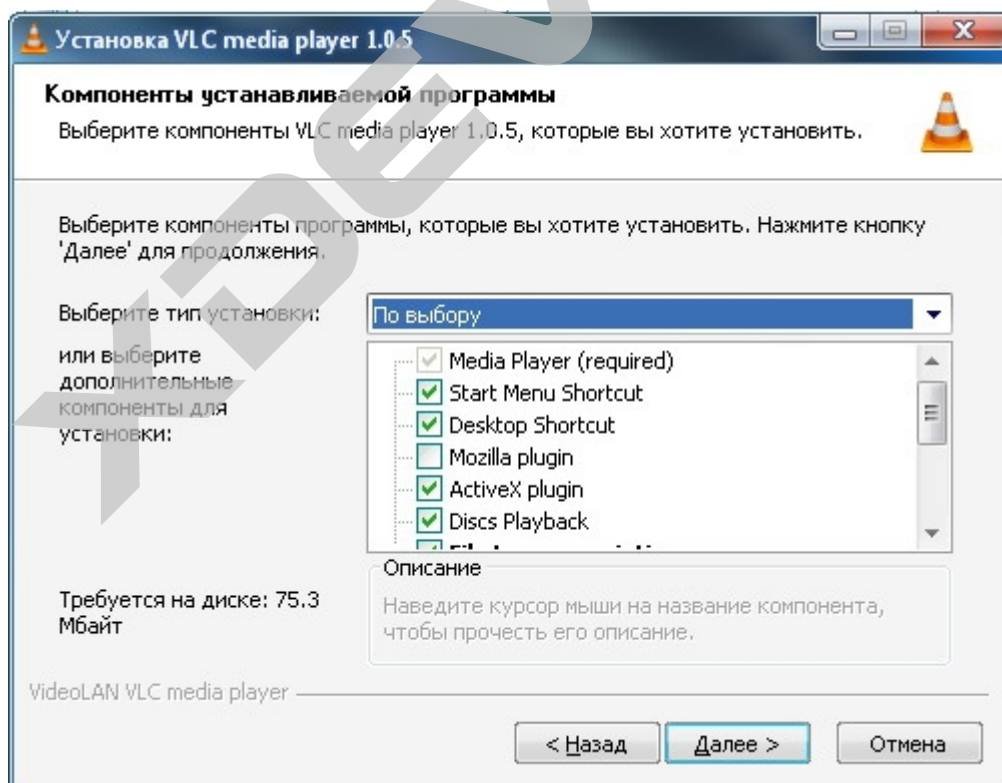 Установка VLC media player 1.0.5
Компоненты устанавливаемой программы
Выберите компоненты VLC media player 1.0.5, которые вы хотите установить.
Выберите компоненты программы, которые вы хотите установить. Нажмите кнопку
'Далее' для продолжения.
Выберите тип установки:
По выбору
или выберите
дополнительные
компоненты для
установки:
Media Player (required)
Start Menu Shortcut
Desktop Shortcut
Mozilla plugin
ActiveX plugin
Discs Playback
Требуется на диске: 75.3
Мбайт
Описание
Наведите курсор мыши на название компонента,
чтобы прочесть его описание.
VideoLAN VLC media player
< Назад
Далее >
Отмена
XDEV